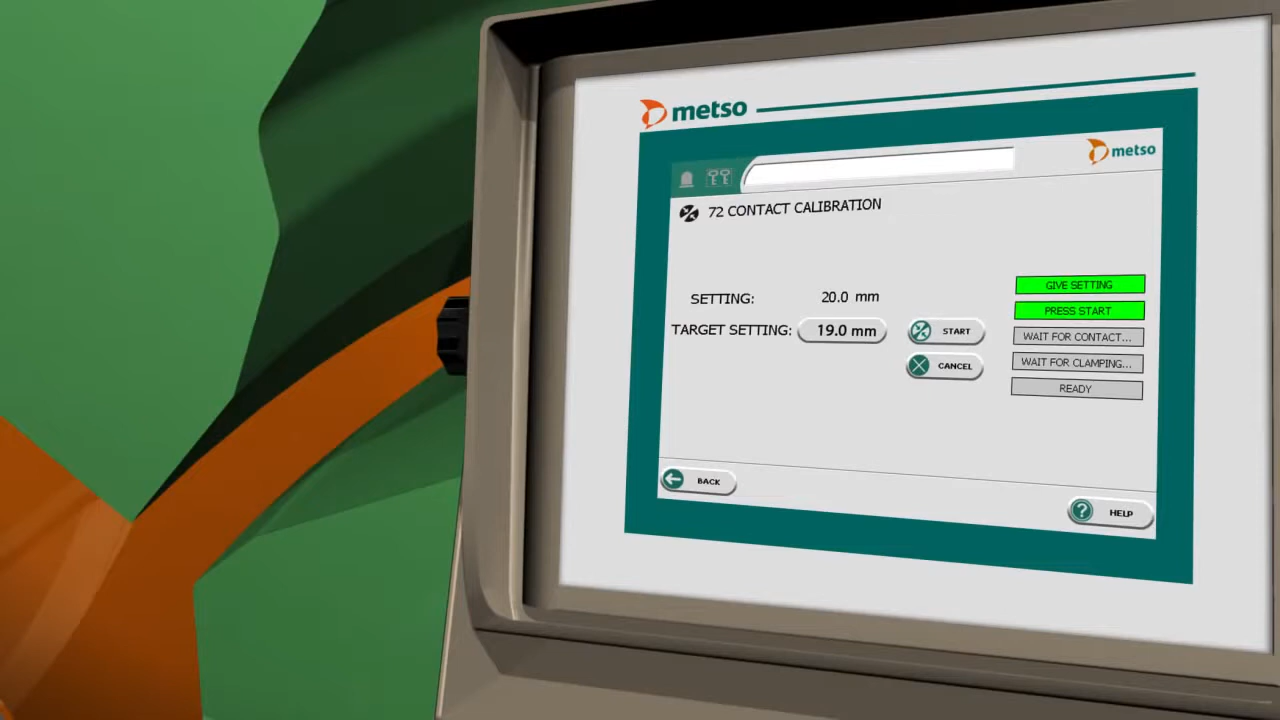 metso
metso
72 CONTACT CALIBRATION
SETTING: 20.0 mm
TARGET SETTING: 19.0 mm
START
CANCEL
GIVE SETTING
PRESS START
WAIT FOR CONTACT...
WAIT FOR CLAMPING...
READY
BACK
? HELP